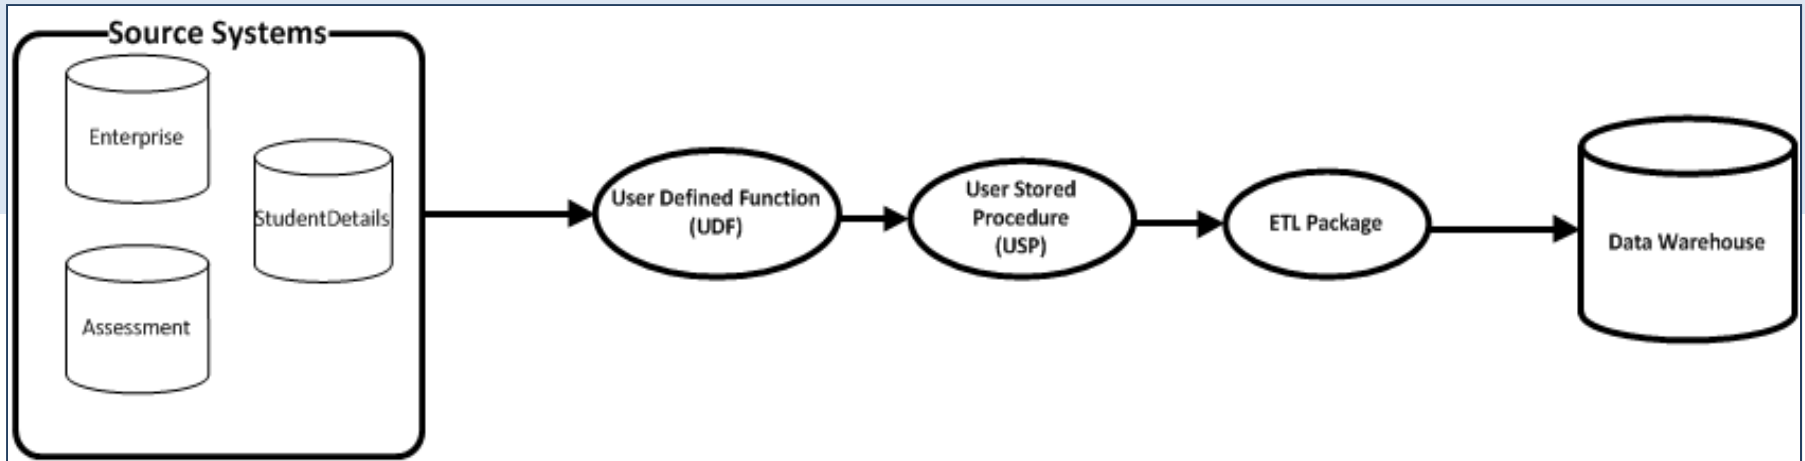 Source Systems
Enterprise
StudentDetails
Assessment
User Defined Function
(UDF)
User Stored
Procedure
(USP)
ETL Package
Data Warehouse